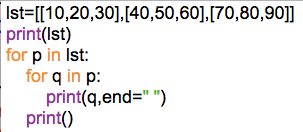 lst=[[10,20,30],[40,50,60],[70,80,90]]
print(lst)
for p in lst:
    for q in p:
        print(q,end=" ")
    print()